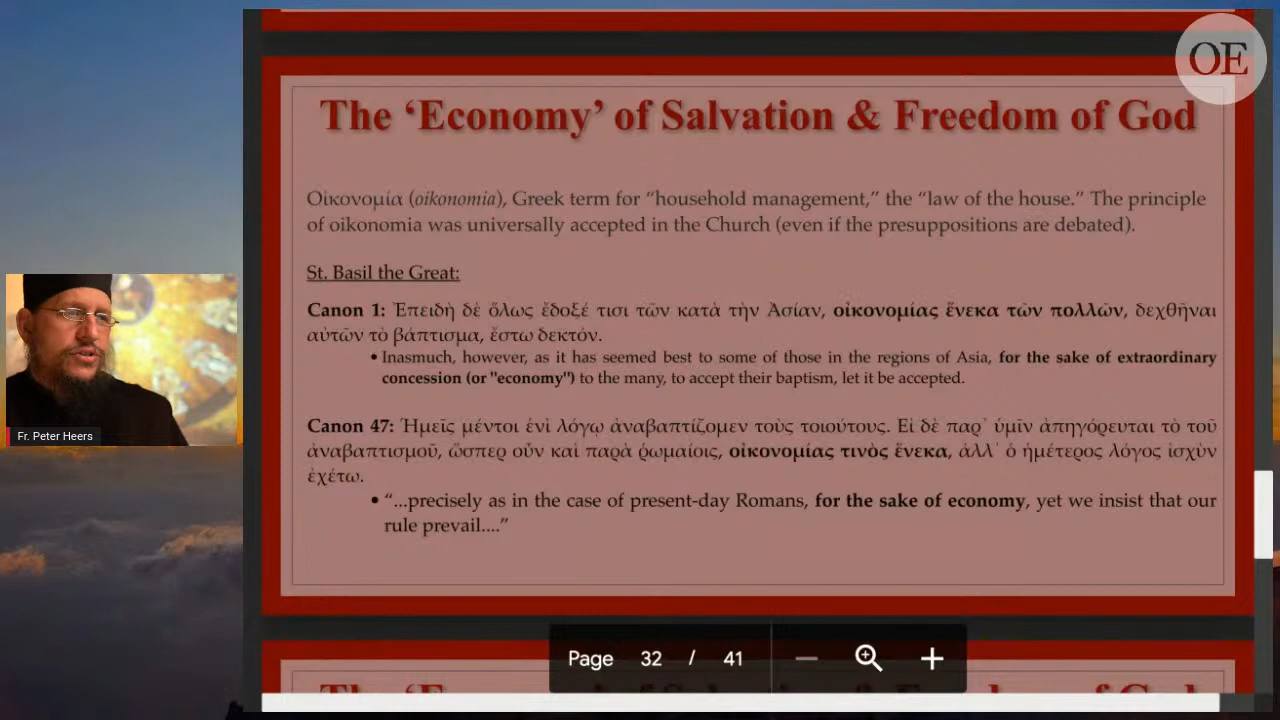 OE
The ‘Economy’ of Salvation & Freedom of God
Οἰκονομία (oikonomia), Greek term for “household management,” the “law of the house.” The principle
of oikonomia was universally accepted in the Church (even if the presuppositions are debated).
St. Basil the Great:
Canon 1: Ἐπειδὴ δὲ ὅλως ἔδοξέ τισι τῶν κατὰ τὴν Ἀσίαν, οἰκονομίας ἕνεκα τῶν πολλῶν, δεχθῆναι
αὐτῶν τὸ βάπτισμα, ἔστω δεκτόν.
• Inasmuch, however, as it has seemed best to some of those in the regions of Asia, for the sake of extraordinary
concession (or "economy") to the many, to accept their baptism, let it be accepted.
Canon 47: Ἡμεῖς μέντοι ἑνὶ λόγῳ ἀναβαπτίζομεν τοὺς τοιούτους. Εἰ δὲ παρ᾽ ὑμῖν ἀπηγόρευται τὸ τοῦ
ἀναβαπτισμοῦ, ὥσπερ οὖν καὶ παρὰ ῥωμαίοις, οἰκονομίας τινὸς ἕνεκα, ἀλλ᾽ ὁ ἡμέτερος λόγος ἰσχὺν
ἐχέτω.
• “...precisely as in the case of present-day Romans, for the sake of economy, yet we insist that our
rule prevail....”
Fr. Peter Heers
Page 32 / 41